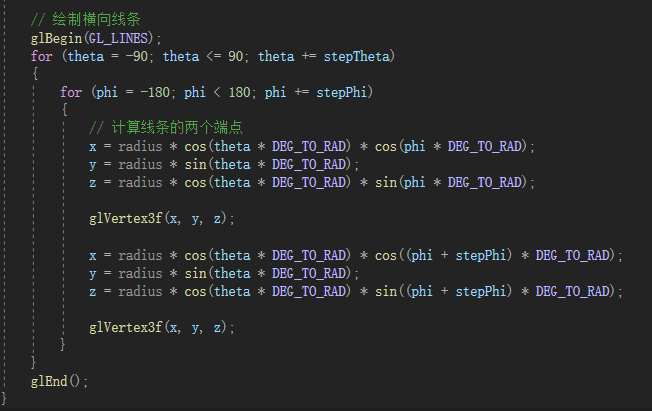 // 绘制横向线条
glBegin(GL_LINES);
for (theta = -90; theta <= 90; theta += stepTheta)
{
for (phi = -180; phi < 180; phi += stepPhi)
{
// 计算线条的两个端点
x = radius * cos(theta * DEG_TO_RAD) * cos(phi * DEG_TO_RAD);
y = radius * sin(theta * DEG_TO_RAD);
z = radius * cos(theta * DEG_TO_RAD) * sin(phi * DEG_TO_RAD);
glVertex3f(x, y, z);
x = radius * cos(theta * DEG_TO_RAD) * cos((phi + stepPhi) * DEG_TO_RAD);
y = radius * sin(theta * DEG_TO_RAD);
z = radius * cos(theta * DEG_TO_RAD) * sin((phi + stepPhi) * DEG_TO_RAD);
glVertex3f(x, y, z);
}
}
glEnd();
}